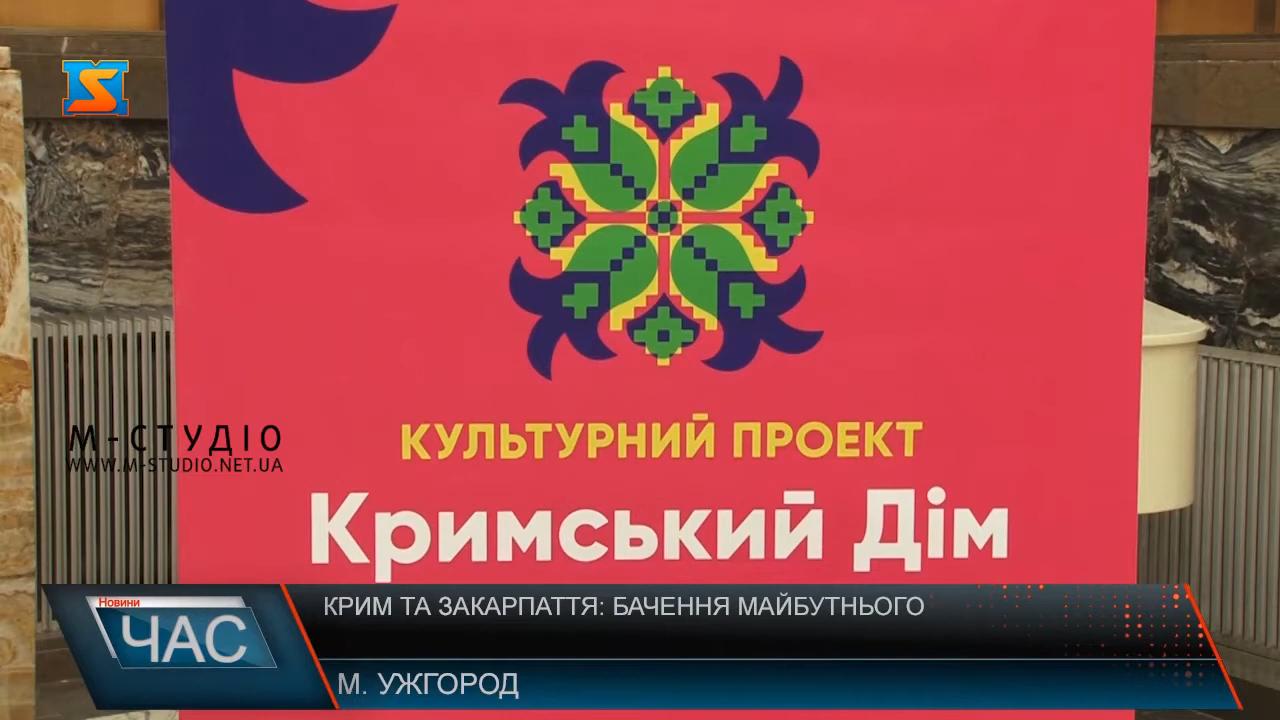 М-СТУДІО
WWW.M-STUDIO.NET.UA
КУЛЬТУРНИЙ ПРОЕКТ
Кримський Дім
Новини
ЧАС
КРИМ ТА ЗАКАРПАТТЯ: БАЧЕННЯ МАЙБУТНЬОГО
М. УЖГОРОД